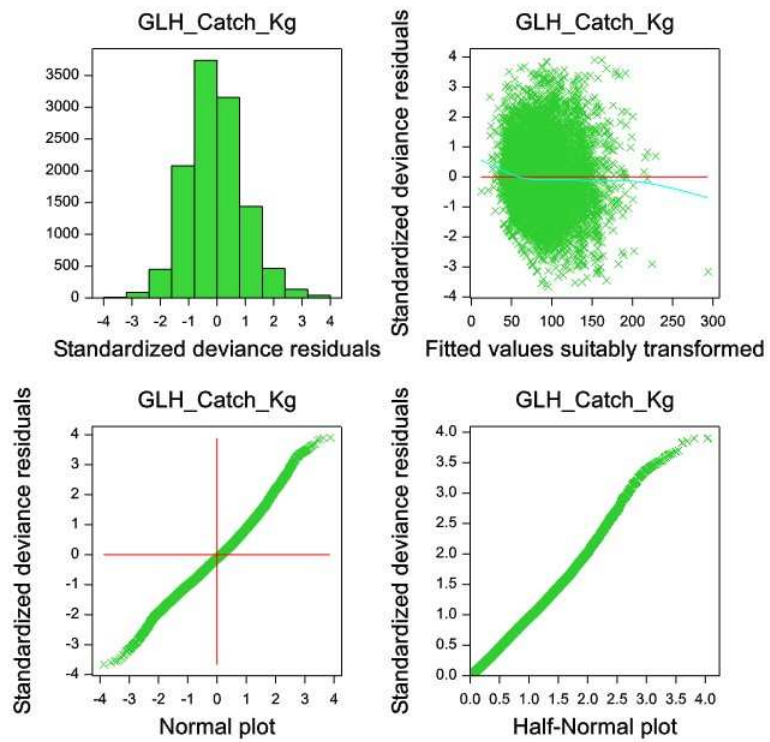 GLH_Catch_Kg
3500
3000
2500
2000
1500
1000
500
0
-4 -3 -2 -1 0 1 2 3 4
Standardized deviance residuals
GLH_Catch_Kg
Standardized deviance residuals
4
3
2
1
0
-1
-2
-3
-4
0 50 100 150 200 250 300
Fitted values suitably transformed
GLH_Catch_Kg
Standardized deviance residuals
4
3
2
1
0
-1
-2
-3
-4
-4 -3 -2 -1 0 1 2 3 4
Normal plot
GLH_Catch_Kg
Standardized deviance residuals
4.0
3.5
3.0
2.5
2.0
1.5
1.0
0.5
0.0
0.0 0.5 1.0 1.5 2.0 2.5 3.0 3.5 4.0
Half-Normal plot